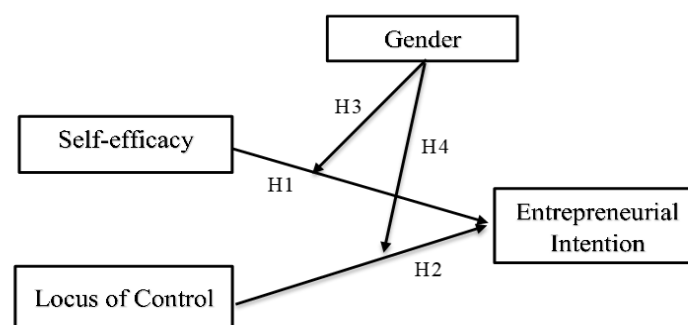 Gender
H3
Self-efficacy
H4
H1
Entrepreneurial
Intention
H2
Locus of Control